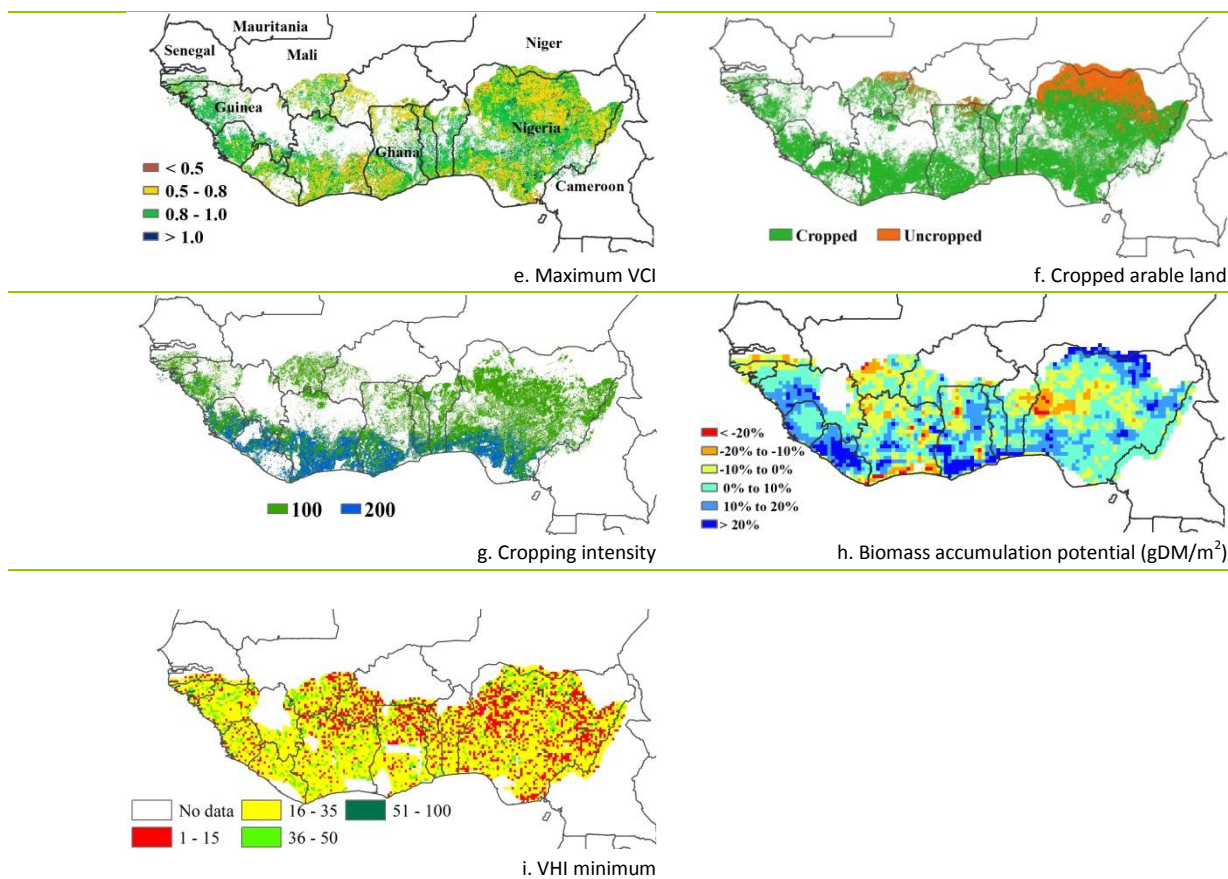 Mauritania
Senegal
Mali
Niger
Guinea
Nigeria
Ghana
Cameroon
< 0.5
0.5 - 0.8
0.8 - 1.0
> 1.0
e. Maximum VCI
Cropped Uncropped
f. Cropped arable land
100 200
g. Cropping intensity
< -20%
-20% to -10%
-10% to 0%
0% to 10%
10% to 20%
> 20%
h. Biomass accumulation potential (gDM/m²)
No data 16 - 35 51 - 100
1 - 15 36 - 50
i. VHI minimum